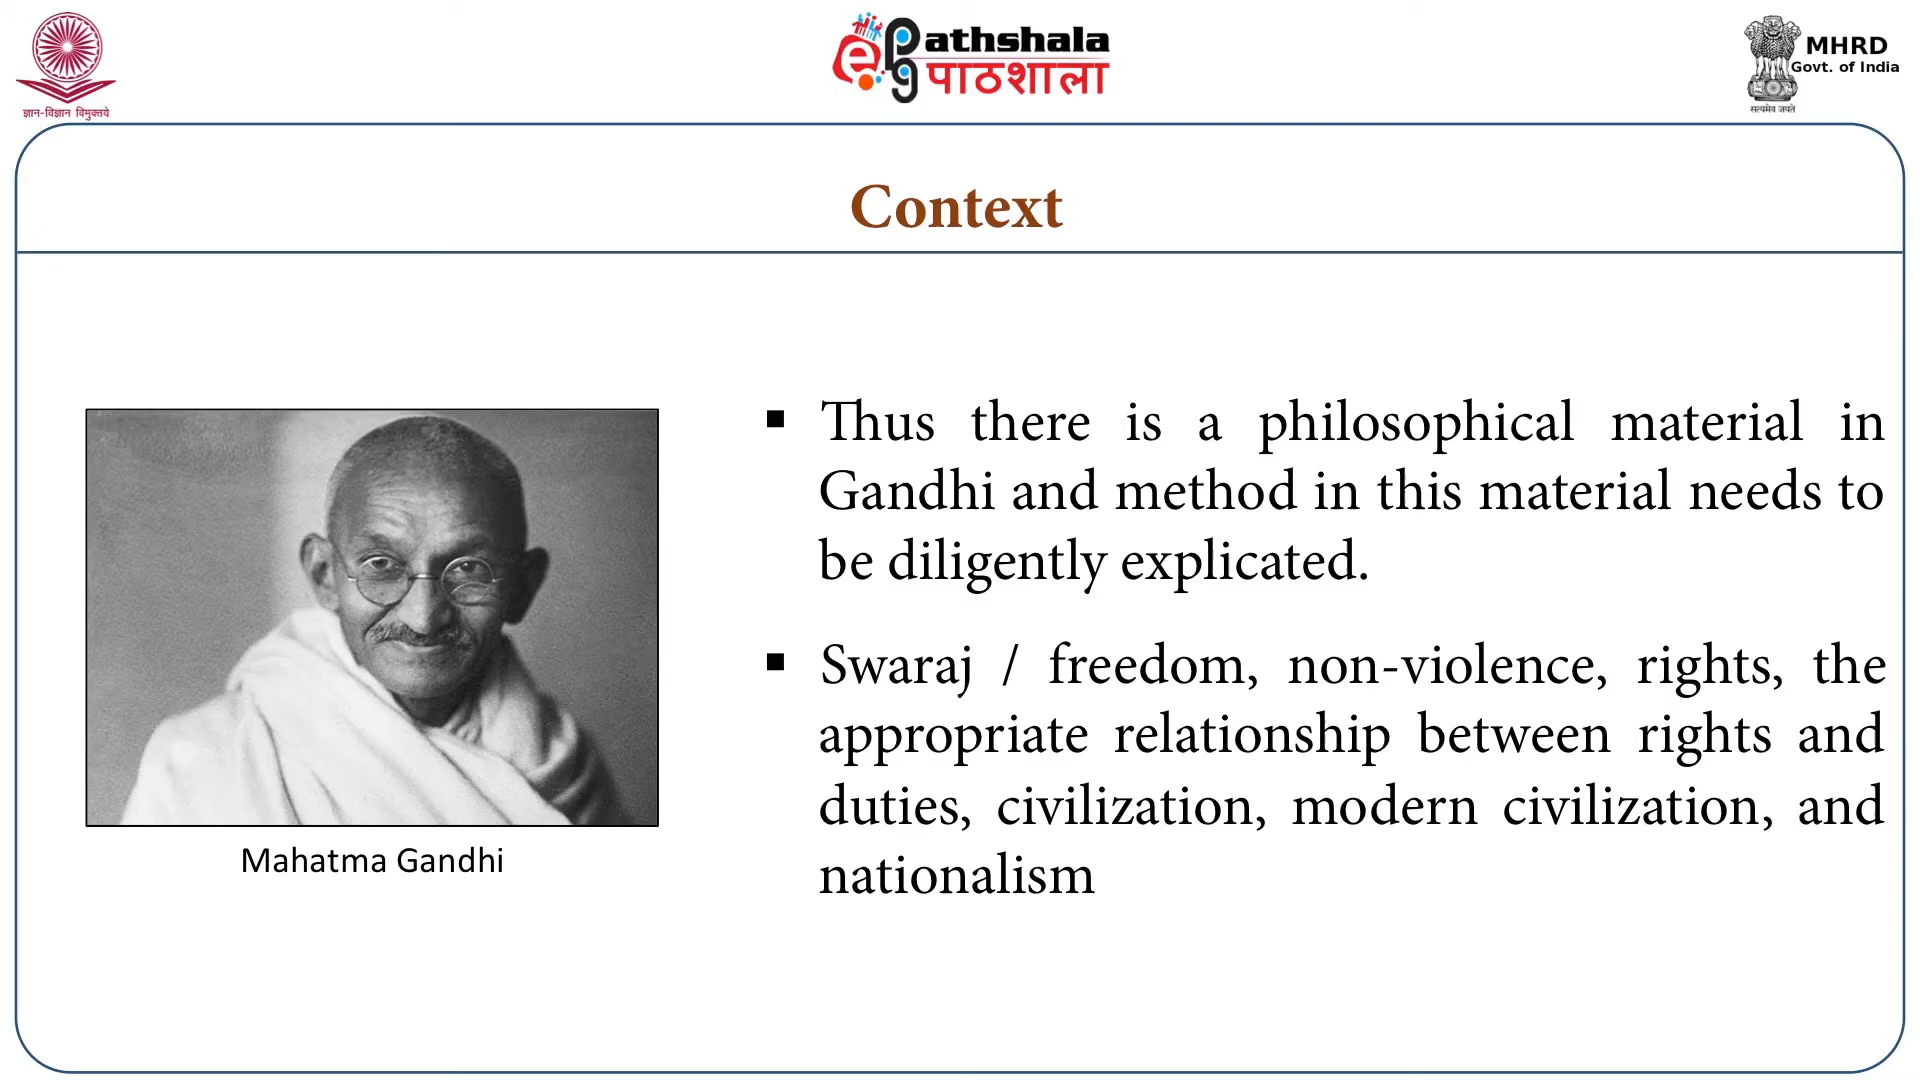 ज्ञान-विज्ञान विमुक्तये
e
PG
athshala
पाठशाला
MHRD
Govt. of India
सत्यमेव जयते
Context
▪ Thus there is a philosophical material in
Gandhi and method in this material needs to
be diligently explicated.
▪ Swaraj / freedom, non-violence, rights, the
appropriate relationship between rights and
duties, civilization, modern civilization, and
nationalism
Mahatma Gandhi